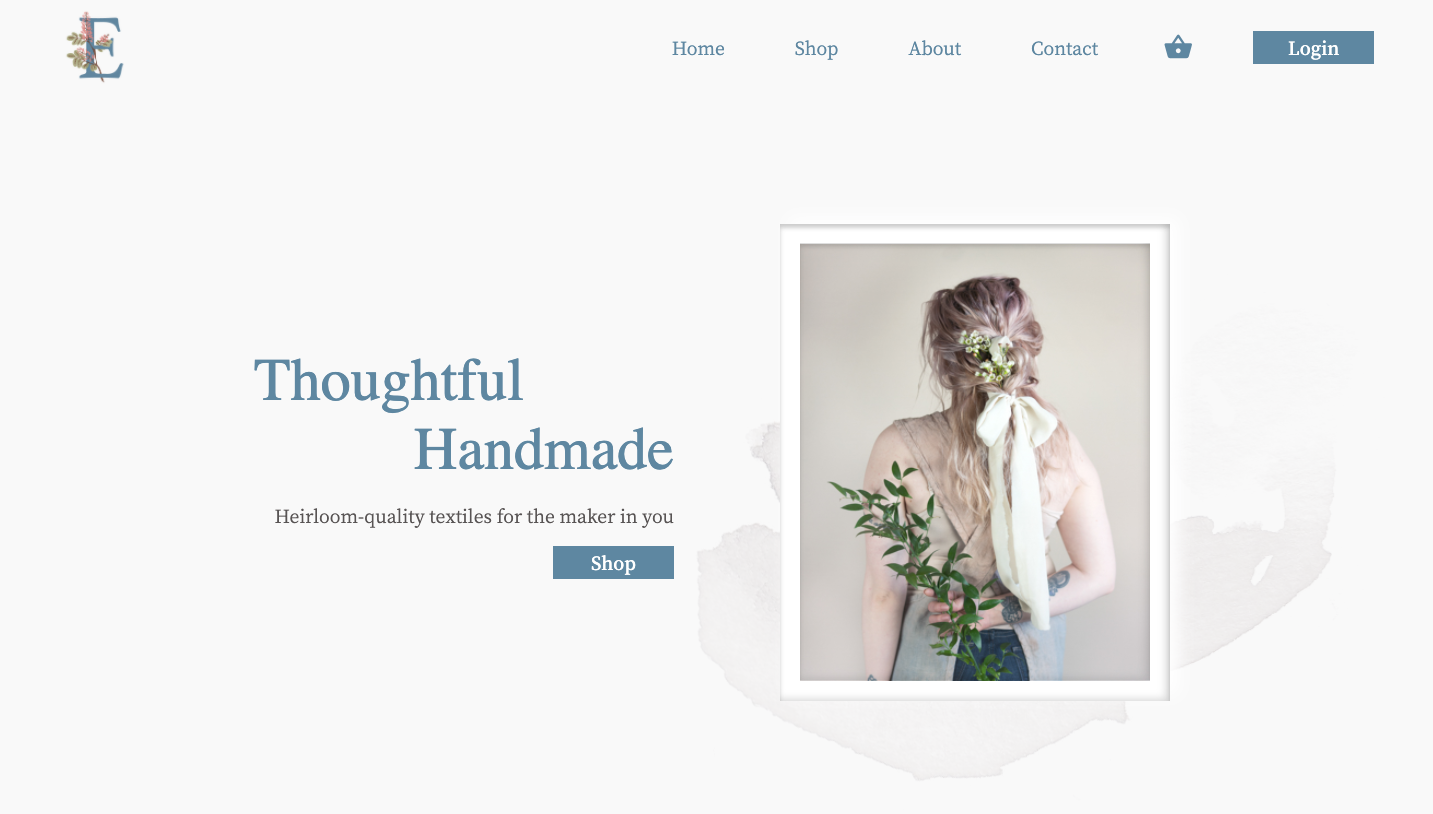 E
Home
Shop
About
Contact
Login
Thoughtful
Handmade
Heirloom-quality textiles for the maker in you
Shop